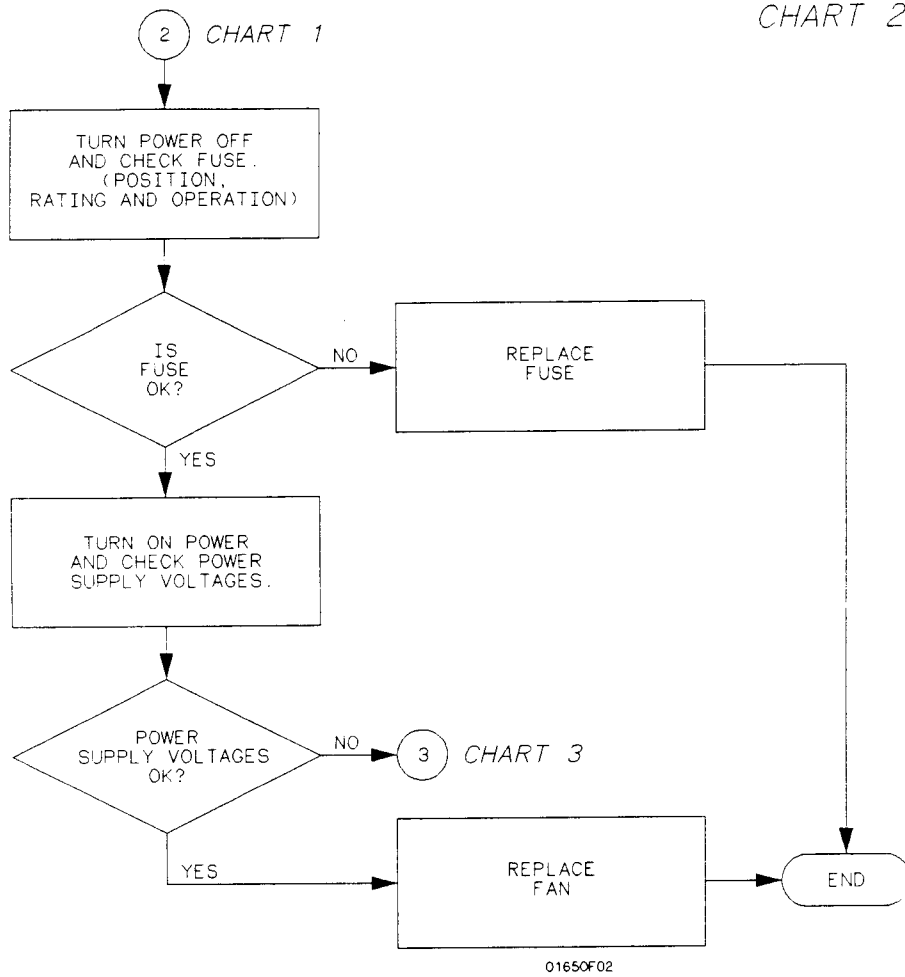 CHART 2
2 CHART 1
TURN POWER OFF
AND CHECK FUSE.
(POSITION,
RATING AND OPERATION)
IS
FUSE
OK?
NO
REPLACE
FUSE
YES
TURN ON POWER
AND CHECK POWER
SUPPLY VOLTAGES.
POWER
SUPPLY VOLTAGES
OK?
NO
3 CHART 3
YES
REPLACE
FAN
END
01650F02